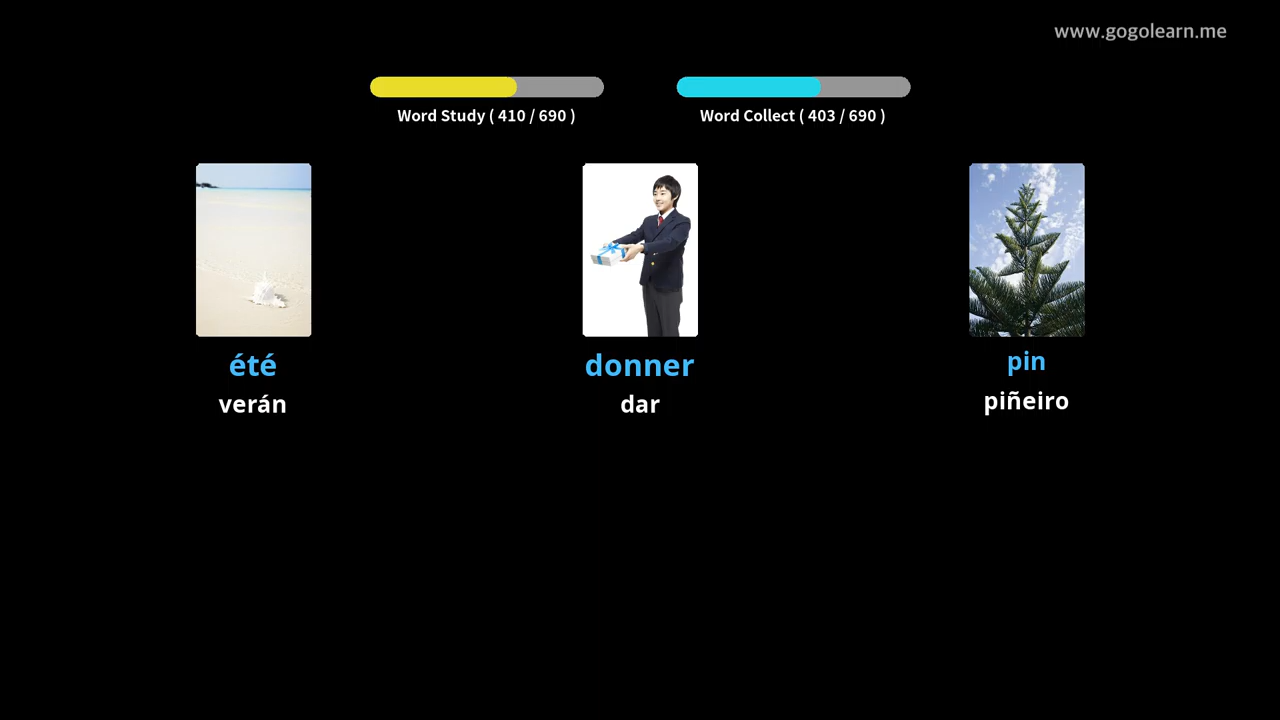 www.gogolearn.me
Word Study ( 410 / 690 )
Word Collect ( 403 / 690 )
été
verán
donner
dar
pin
piñeiro